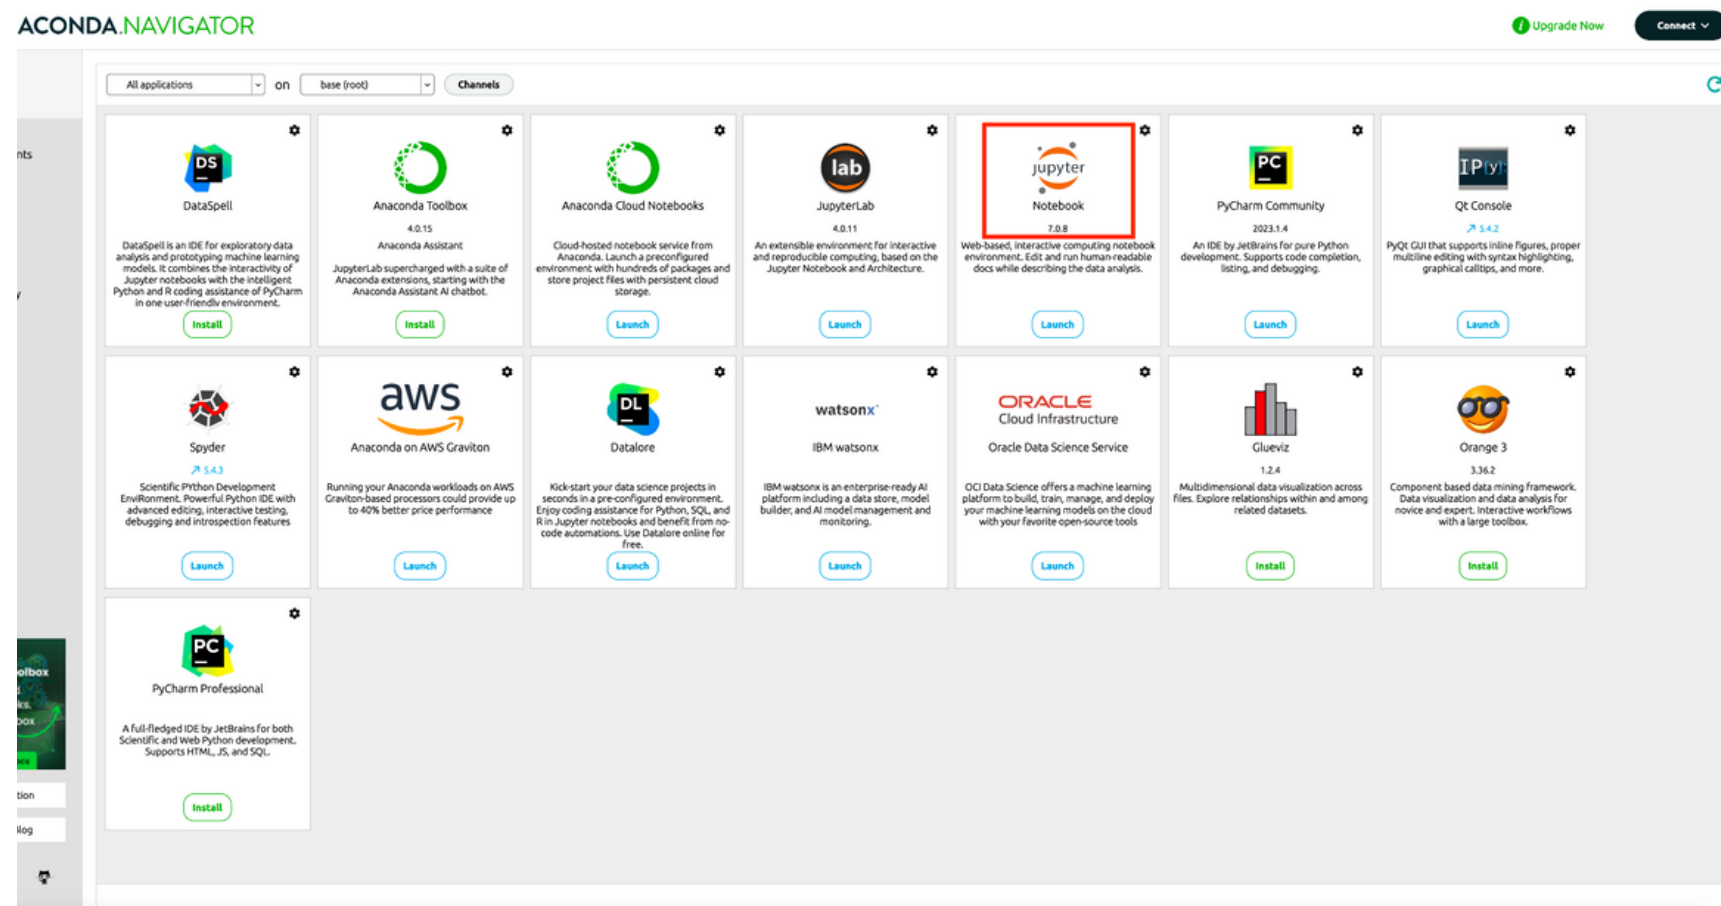 ACONDA.NAVIGATOR
Upgrade Now
Connect
All applications
on
base (root)
Channels
nts
y
DS
DataSpell
DataSpell is an IDE for exploratory data
analysis and prototyping machine learning
models. It combines the interactivity of
Jupyter notebooks with the intelligent
Python and R coding assistance of PyCharm
in one user-friendly environment.
Install
Anaconda Toolbox
4.0.15
Anaconda Assistant
JupyterLab supercharged with a suite of
Anaconda extensions, starting with the
Anaconda Assistant AI chatbot.
Install
Anaconda Cloud Notebooks
Cloud-hosted notebook service from
Anaconda. Launch a preconfigured
environment with hundreds of packages and
store project files with persistent cloud
storage.
Launch
lab
JupyterLab
4.0.11
An extensible environment for interactive
and reproducible computing, based on the
Jupyter Notebook and Architecture.
Launch
jupyter
Notebook
7.0.8
Web-based, interactive computing notebook
environment. Edit and run human-readable
docs while describing the data analysis.
Launch
PC
PyCharm Community
2023.1.4
An IDE by JetBrains for pure Python
development. Supports code completion,
listing, and debugging.
Launch
IP[y]:
Qt Console
5.4.2
PyQt GUI that supports inline figures, proper
multiline editing with syntax highlighting,
graphical calltips, and more.
Launch
Spyder
5.4.3
Scientific PYthon Development
EnviRonment. Powerful Python IDE with
advanced editing, interactive testing,
debugging and introspection features
Launch
aws
Anaconda on AWS Graviton
Running your Anaconda workloads on AWS
Graviton-based processors could provide up
to 40% better price performance
Launch
DL
Datalore
Kick-start your data science projects in
seconds in a pre-configured environment.
Enjoy coding assistance for Python, SQL, and
R in Jupyter notebooks and benefit from no-
code automations. Use Datalore online for
free.
Launch
watsonx
IBM watsonx
IBM watsonx is an enterprise-ready AI
platform including a data store, model
builder, and AI model management and
monitoring.
Launch
ORACLE
Cloud Infrastructure
Oracle Data Science Service
OCI Data Science offers a machine learning
platform to build, train, manage, and deploy
your machine learning models on the cloud
with your favorite open-source tools
Launch
Glueviz
1.2.4
Multidimensional data visualization across
files. Explore relationships within and among
related datasets.
Install
Orange 3
3.36.2
Component based data mining framework.
Data visualization and data analysis for
novice and expert. Interactive workflows
with a large toolbox.
Install
PC
PyCharm Professional
A full-fledged IDE by JetBrains for both
Scientific and Web Python development.
Supports HTML, JS, and SQL.
Install
olbox
d
ks.
box
ocs
tion
Blog